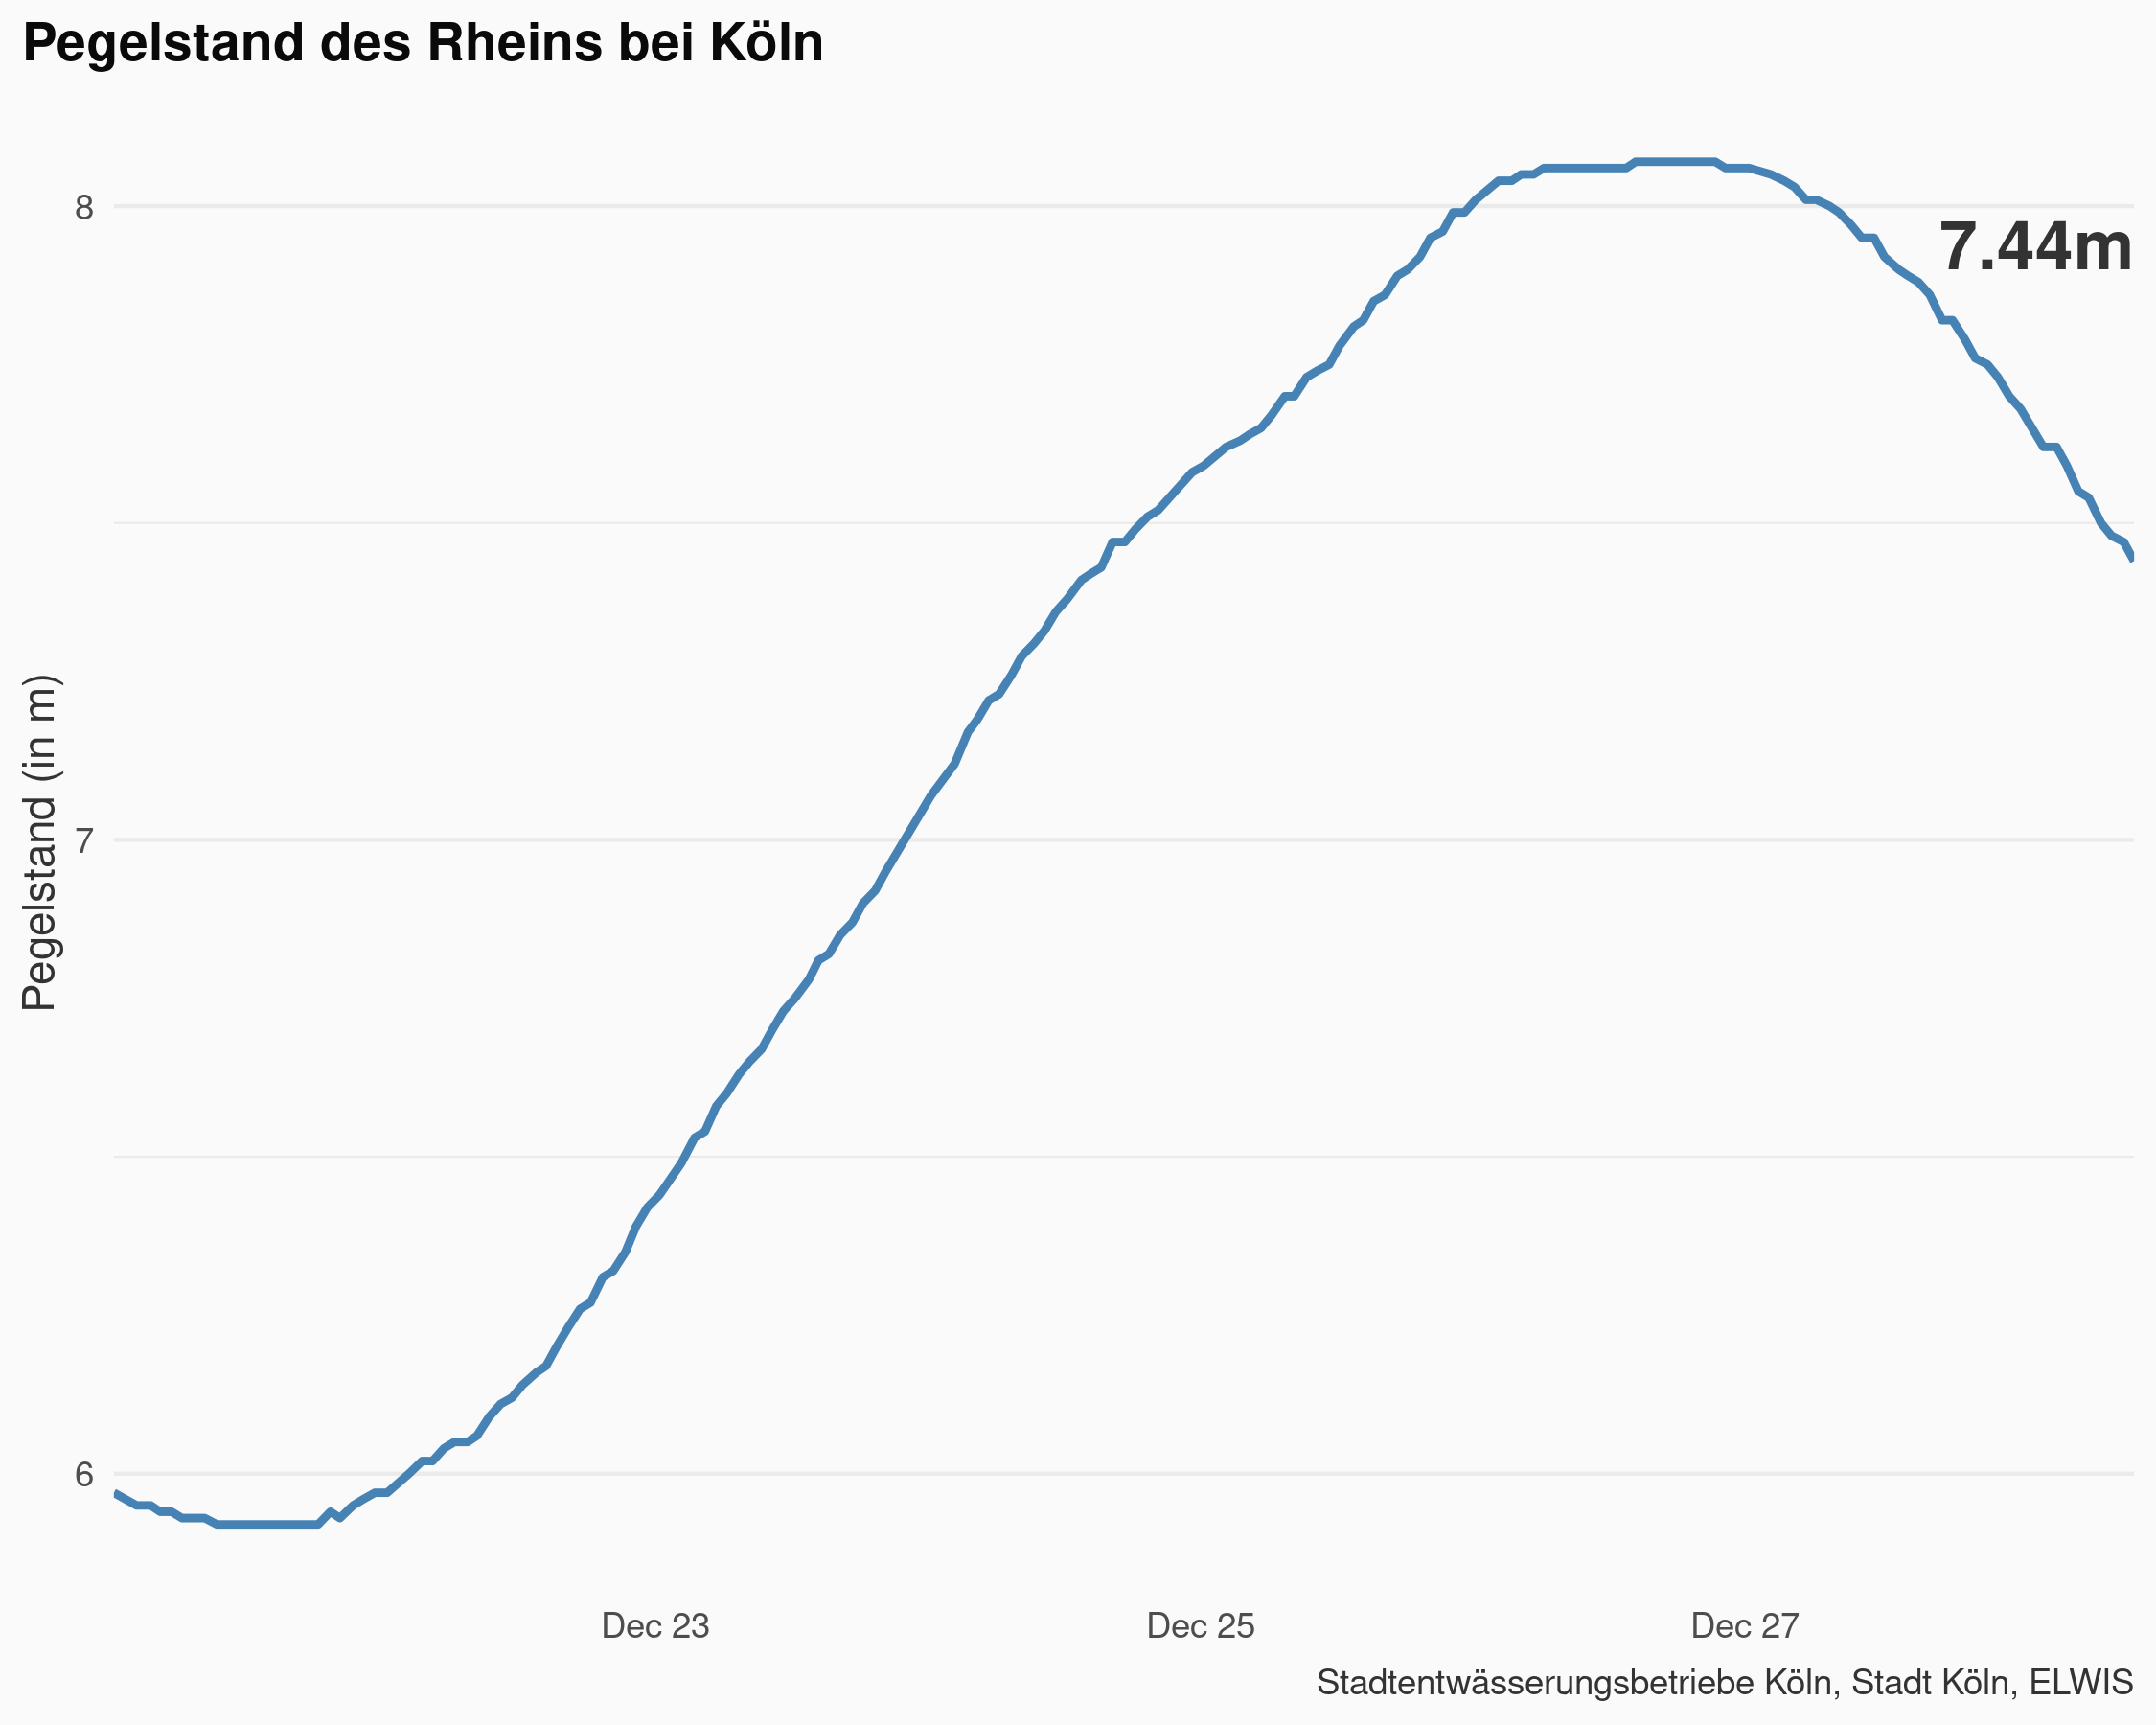 Pegelstand des Rheins bei Köln
8
7.44m
Pegelstand (in m)
7
6
Dec 23
Dec 25
Dec 27
Stadtentwässerungsbetriebe Köln, Stadt Köln, ELWIS